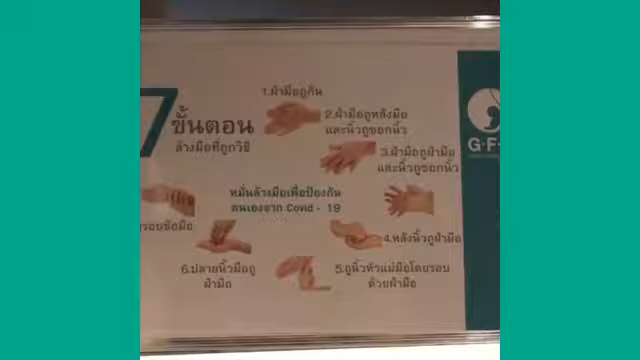 7
ขั้นตอน
ล้างมือที่ถูกวิธี
1.ฝ่ามือถูกัน
2.ฝ่ามือถูหลังมือ
และนิ้วถูซอกนิ้ว
3.ฝ่ามือถูฝ่ามือ
และนิ้วถูซอกนิ้ว
หมั่นล้างมือเพื่อป้องกัน
ตนเองจาก Covid - 19
4.หลังนิ้วถูฝ่ามือ
5.ถูนิ้วหัวแม่มือโดยรอบ
ด้วยฝ่ามือ
6.ปลายนิ้วมือถู
ฝ่ามือ
รอบข้อมือ
G·F